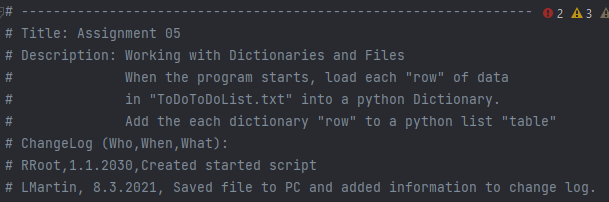 # ------------------------------------------------------------------------ 2 3
# Title: Assignment 05
# Description: Working with Dictionaries and Files
#              When the program starts, load each "row" of data
#              in "ToDoToDoList.txt" into a python Dictionary.
#              Add the each dictionary "row" to a python list "table"
# ChangeLog (Who,When,What):
# RRoot,1.1.2030,Created started script
# LMartin, 8.3.2021, Saved file to PC and added information to change log.